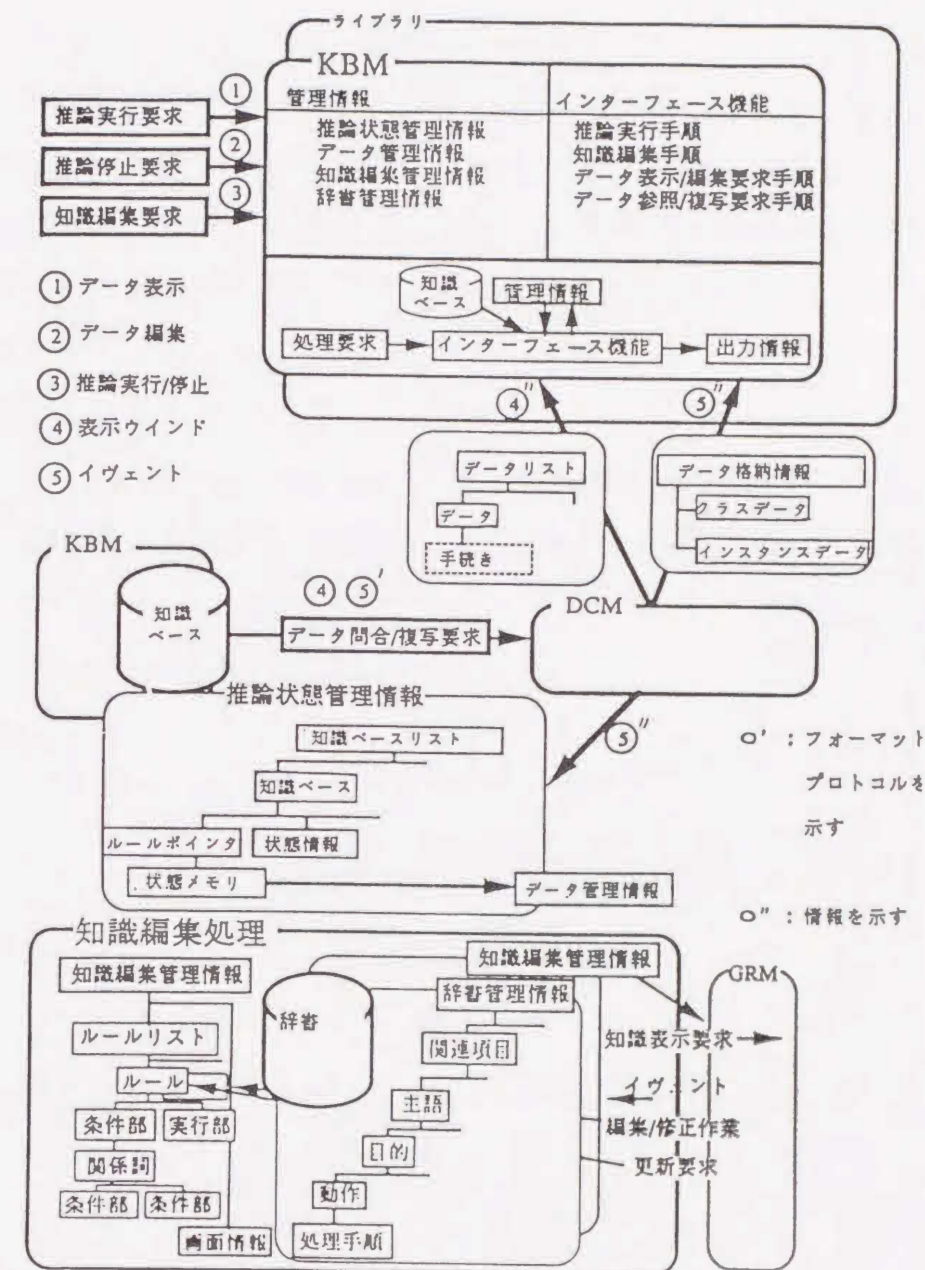 ライブラリ
KBM
管理情報
インターフェース機能
推論状態管理情報
データ管理情報
知識編集管理情報
辞書管理情報
推論実行手順
知識編集手順
データ表示/編集要求手順
データ参照/複写要求手順
① 推論実行要求
② 推論停止要求
③ 知識編集要求
知識
ベース
管理情報
処理要求
インターフェース機能
出力情報
① データ表示
② データ編集
③ 推論実行/停止
④ 表示ウインド
⑤ イヴェント
④"
⑤"
データリスト
データ
手続き
データ格納情報
クラスデータ
インスタンスデータ
KBM
知識
ベース
④ ⑤'
データ問合/複写要求
DCM
⑤"
推論状態管理情報
知識ベースリスト
知識ベース
ルールポインタ
状態情報
状態メモリ
データ管理情報
○' : フォーマット
プロトコルを
示す
○" : 情報を示す
知識編集処理
知識編集管理情報
ルールリスト
ルール
条件部
実行部
関係詞
条件部
条件部
画面情報
辞書
知識編集管理情報
辞書管理情報
関連項目
主語
目的
動作
処理手順
GRM
知識表示要求
イヴェント
編集/修正作業
更新要求